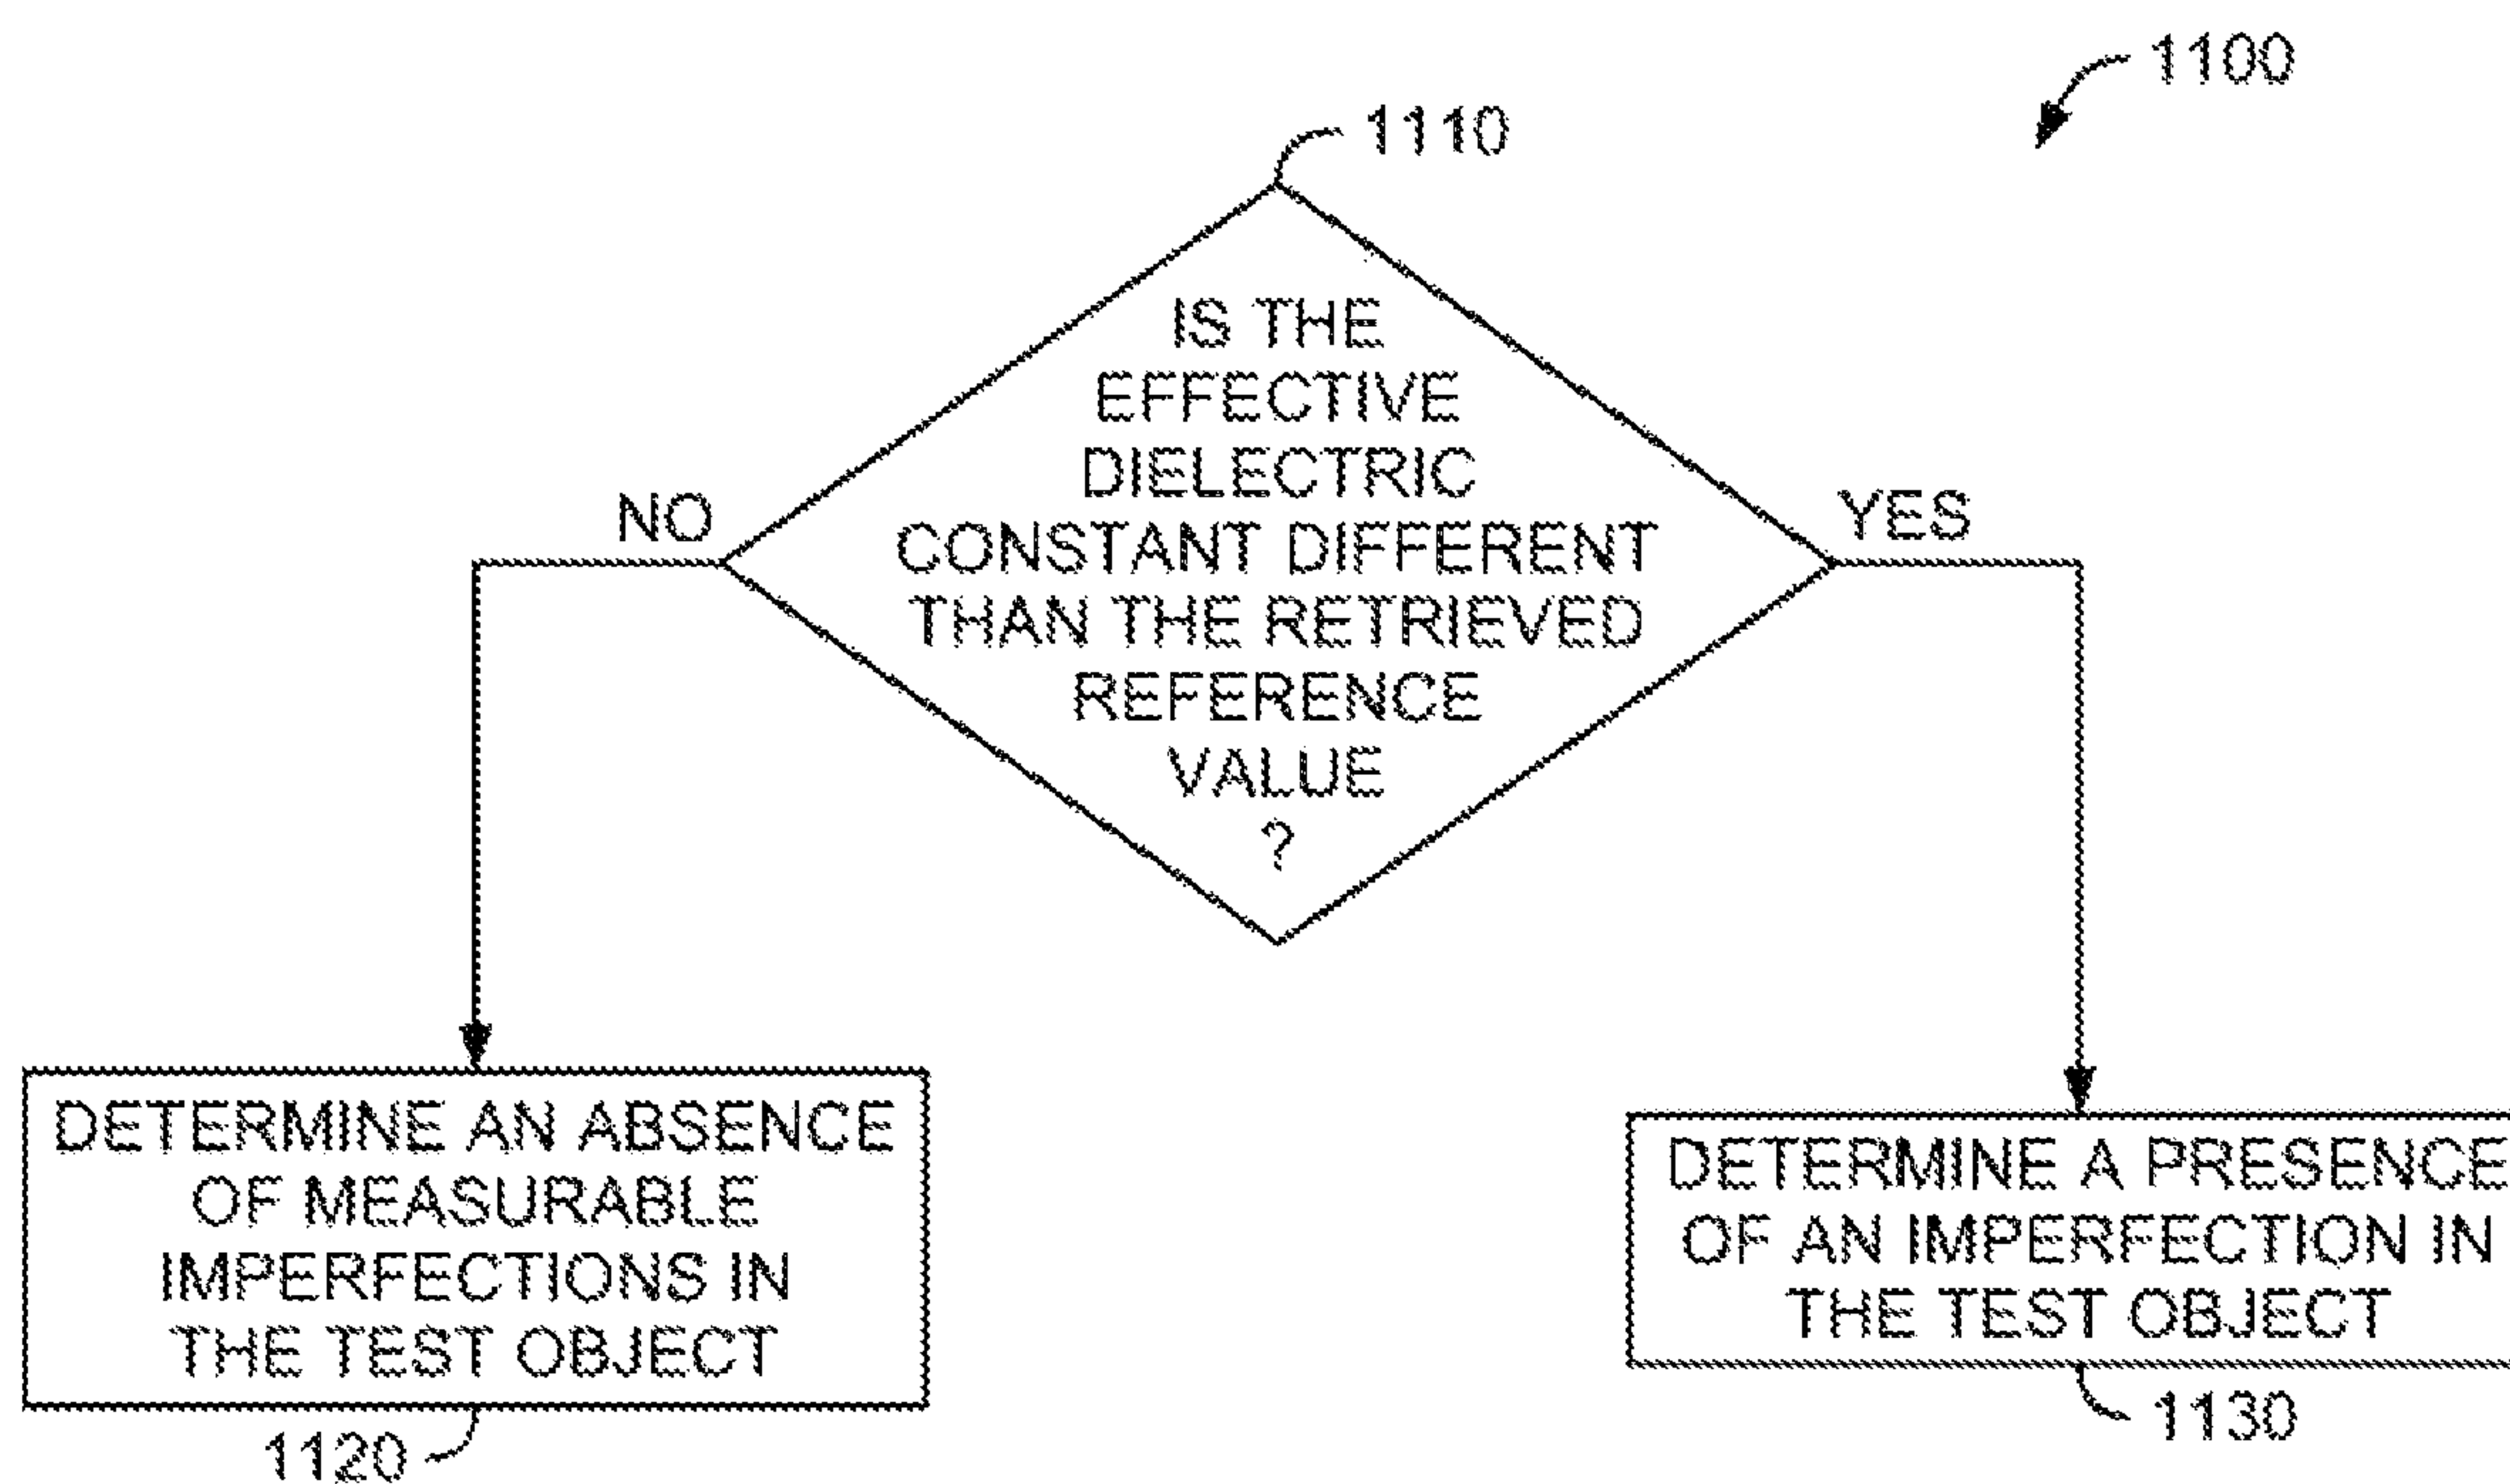 1100
1110
IS THE
EFFECTIVE
DIELECTRIC
CONSTANT DIFFERENT
THAN THE RETRIEVED
REFERENCE
VALUE
?
NO
YES
DETERMINE AN ABSENCE
OF MEASURABLE
IMPERFECTIONS IN
THE TEST OBJECT
1120
DETERMINE A PRESENCE
OF AN IMPERFECTION IN
THE TEST OBJECT
1130